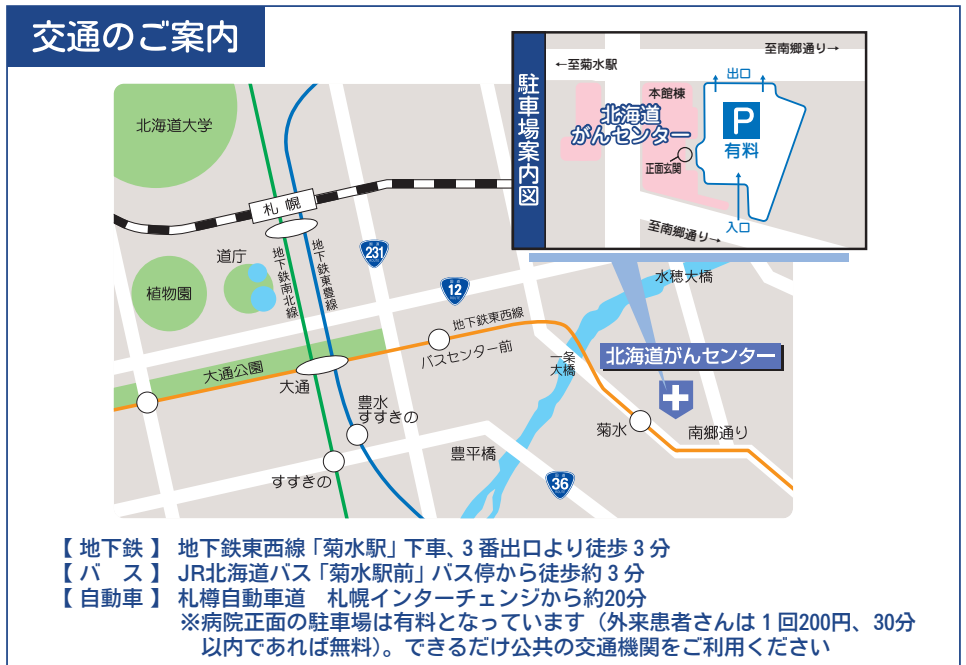 交通のご案内
駐車場案内図
←至菊水駅
至南郷通り→
出口
本館棟
北海道
がんセンター
P
有料
正面玄関
入口
至南郷通り→
北海道大学
札幌
道庁
植物園
地下鉄南北線
地下鉄東豊線
231
12
水穂大橋
地下鉄東西線
バスセンター前
一条
大橋
北海道がんセンター
大通公園
大通
豊水
すすきの
菊水
南郷通り
豊平橋
すすきの
36
【 地下鉄 】 地下鉄東西線「菊水駅」下車、3番出口より徒歩3分
【 バ ス 】 JR北海道バス「菊水駅前」バス停から徒歩約3分
【 自動車 】 札樽自動車道 札幌インターチェンジから約20分
※病院正面の駐車場は有料となっています（外来患者さんは1回200円、30分
以内であれば無料）。できるだけ公共の交通機関をご利用ください